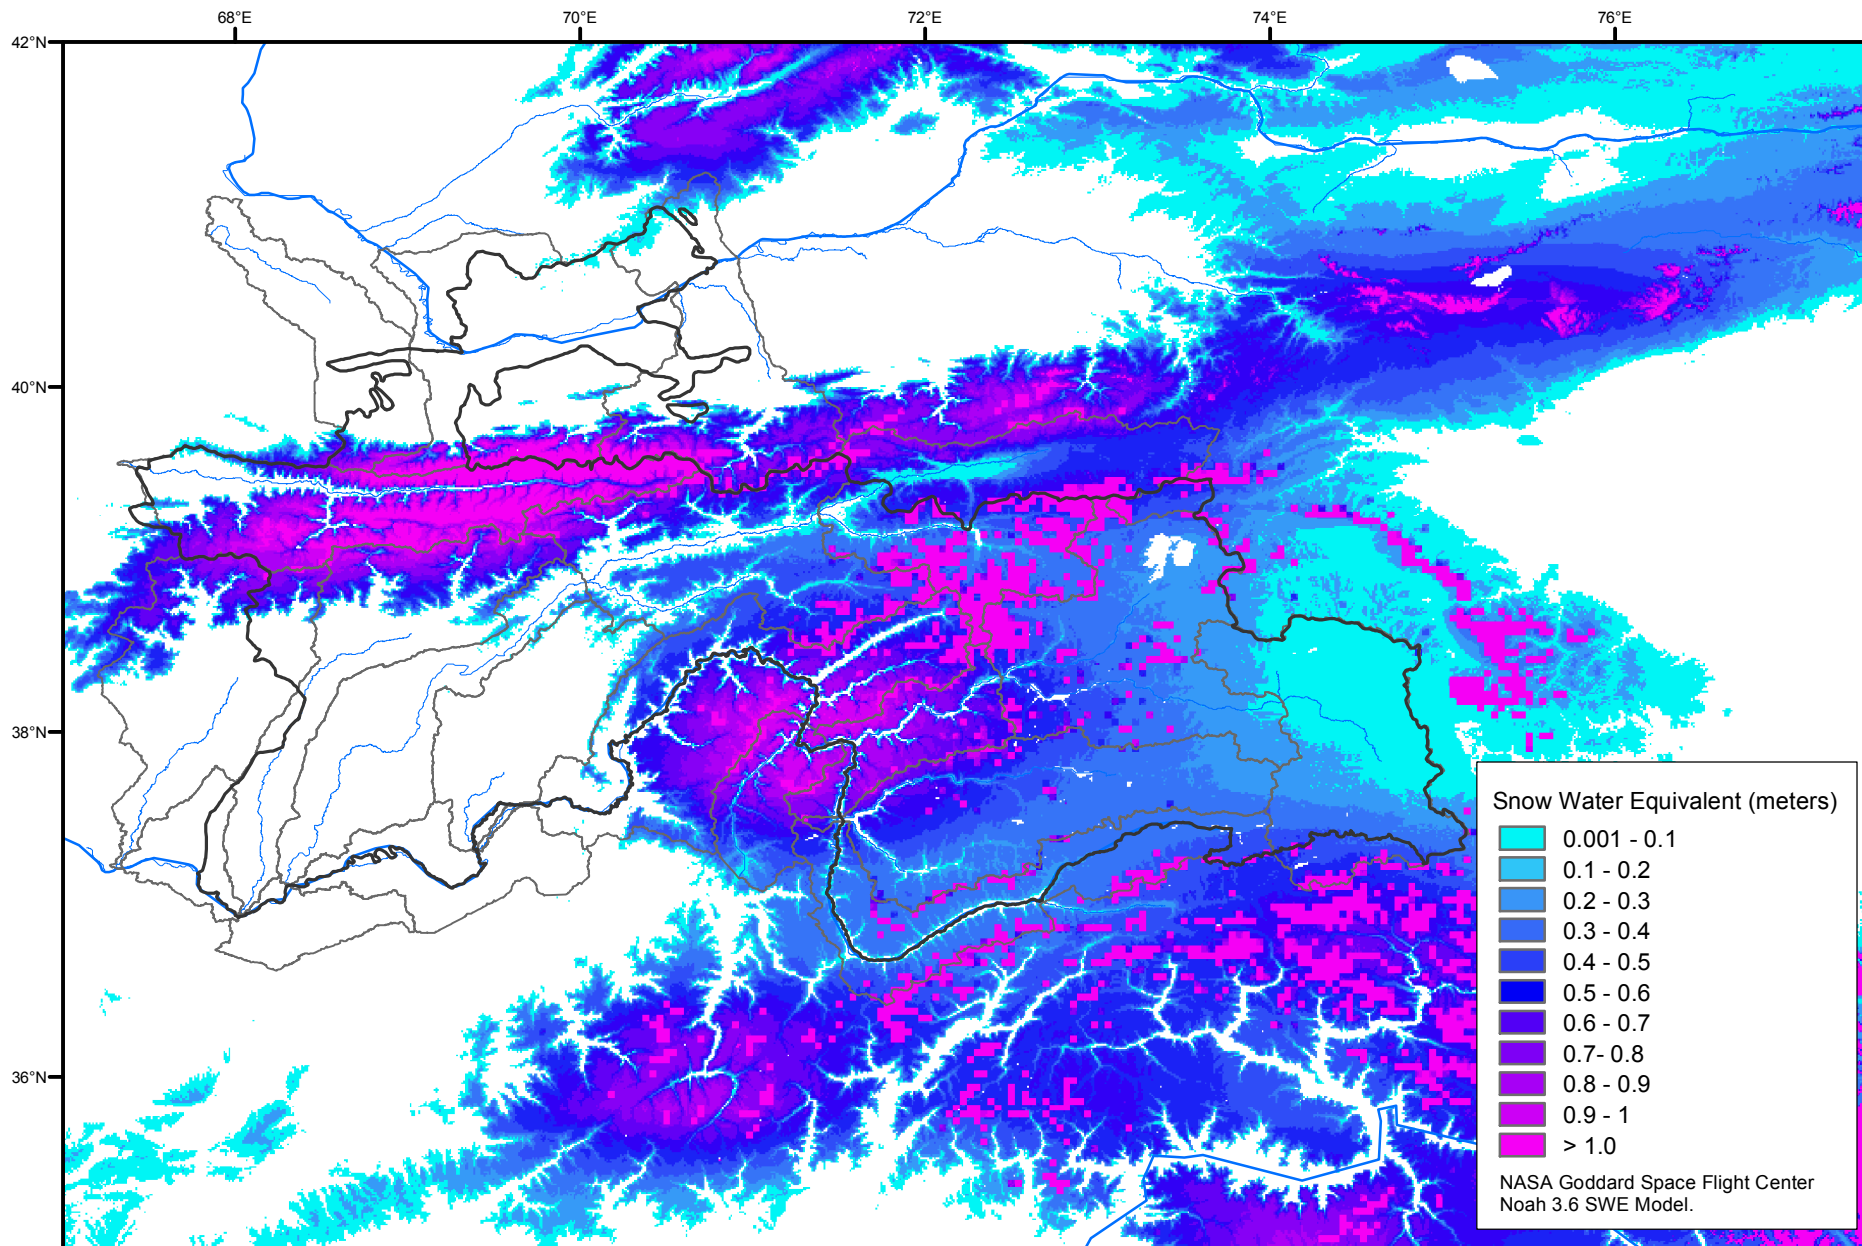 68°E
70°E
72°E
74°E
76°E
42°N
40°N
38°N
36°N
Snow Water Equivalent (meters)
0.001 - 0.1
0.1 - 0.2
0.2 - 0.3
0.3 - 0.4
0.4 - 0.5
0.5 - 0.6
0.6 - 0.7
0.7- 0.8
0.8 - 0.9
0.9 - 1
> 1.0
NASA Goddard Space Flight Center
Noah 3.6 SWE Model.